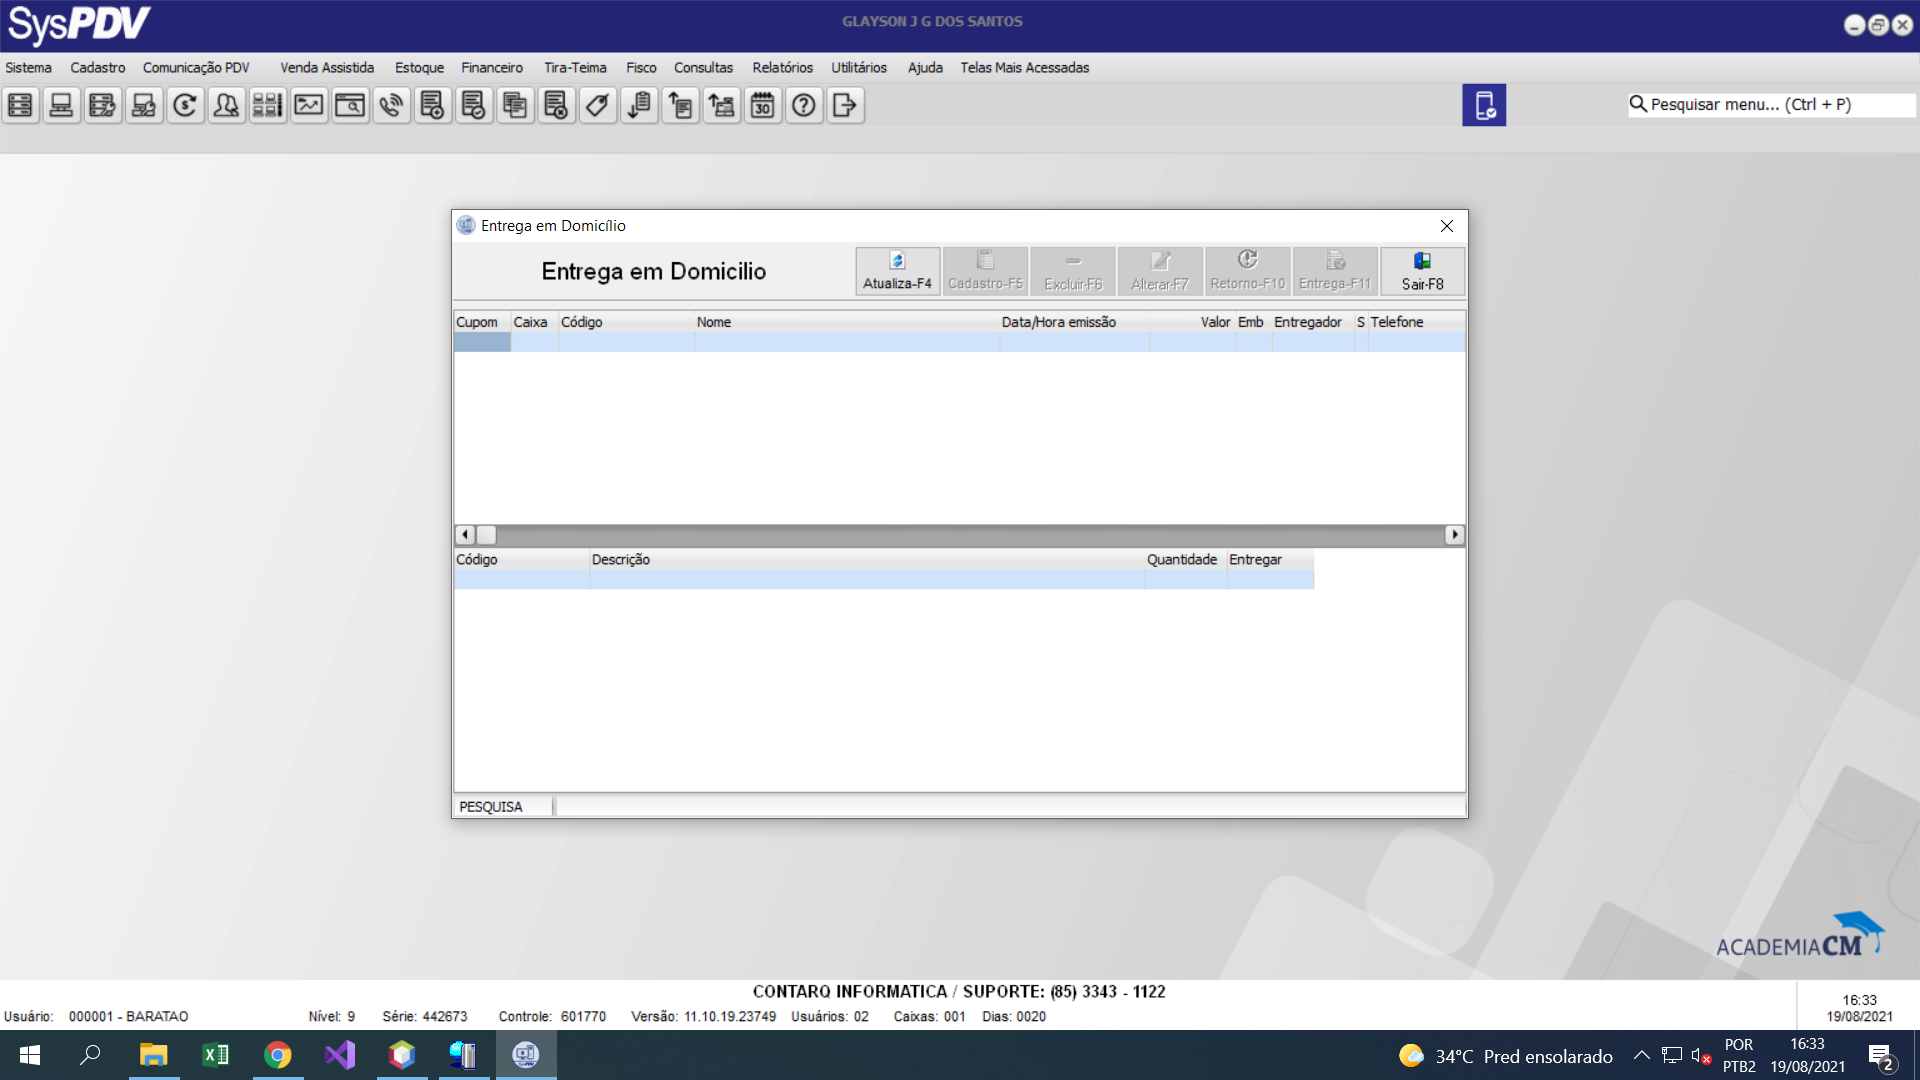 SysPDV
GLAYSON J G DOS SANTOS
Sistema Cadastro Comunicação PDV Venda Assistida Estoque Financeiro Tira-Teima Fisco Consultas Relatórios Utilitários Ajuda Telas Mais Acessadas
30
Pesquisar menu... (Ctrl + P)
Entrega em Domicílio
Entrega em Domicilio
Atualiza-F4 Cadastro-F5 Excluir-F6 Alterar-F7 Retorno-F10 Entrega-F11 Sair-F8
Cupom Caixa Código Nome Data/Hora emissão Valor Emb Entregador S Telefone
Código Descrição Quantidade Entregar
PESQUISA
ACADEMIACM
CONTARQ INFORMATICA / SUPORTE: (85) 3343 - 1122
Usuário: 000001 - BARATAO Nível: 9 Série: 442673 Controle: 601770 Versão: 11.10.19.23749 Usuários: 02 Caixas: 001 Dias: 0020
16:33
19/08/2021
34°C Pred ensolarado
POR
PTB2
16:33
19/08/2021
2